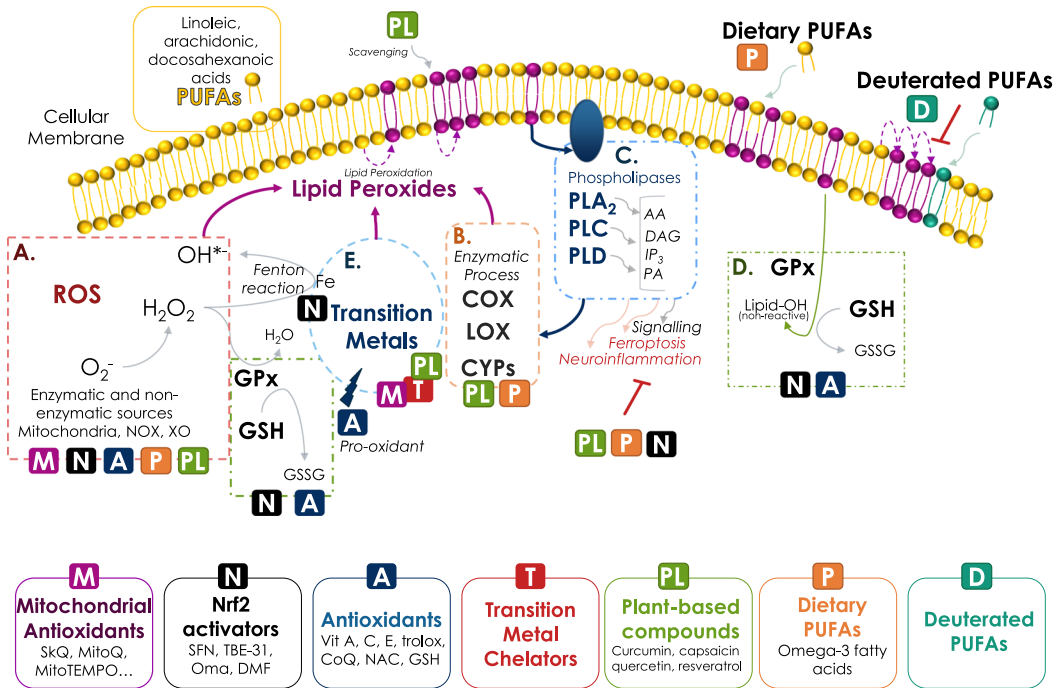 Linoleic,
arachidonic,
docosahexanoic
acids
PUFAs
Cellular
Membrane
PL
Scavenging
Dietary PUFAs
P
Deuterated PUFAs
D
Lipid Peroxidation
Lipid Peroxides
C.
Phospholipases
PLA2
PLC
PLD
AA
DAG
IP3
PA
A.
ROS
OH*-
H2O2
O2-
Enzymatic and non-
enzymatic sources
Mitochondria, NOX, XO
M N A P PL
Fenton
reaction
Fe
N
H2O
GPx
GSH
GSSG
N A
E.
Transition
Metals
PL
M T
A
Pro-oxidant
B.
Enzymatic
Process
COX
LOX
CYPs
PL P
Signalling
Ferroptosis
Neuroinflammation
PL P N
D.
GPx
Lipid-OH
(non-reactive)
GSH
GSSG
N A
M
Mitochondrial
Antioxidants
SkQ, MitoQ,
MitoTEMPO...
N
Nrf2
activators
SFN, TBE-31,
Oma, DMF
A
Antioxidants
Vit A, C, E, trolox,
CoQ, NAC, GSH
T
Transition
Metal
Chelators
PL
Plant-based
compounds
Curcumin, capsaicin
quercetin, resveratrol
P
Dietary
PUFAs
Omega-3 fatty
acids
D
Deuterated
PUFAs